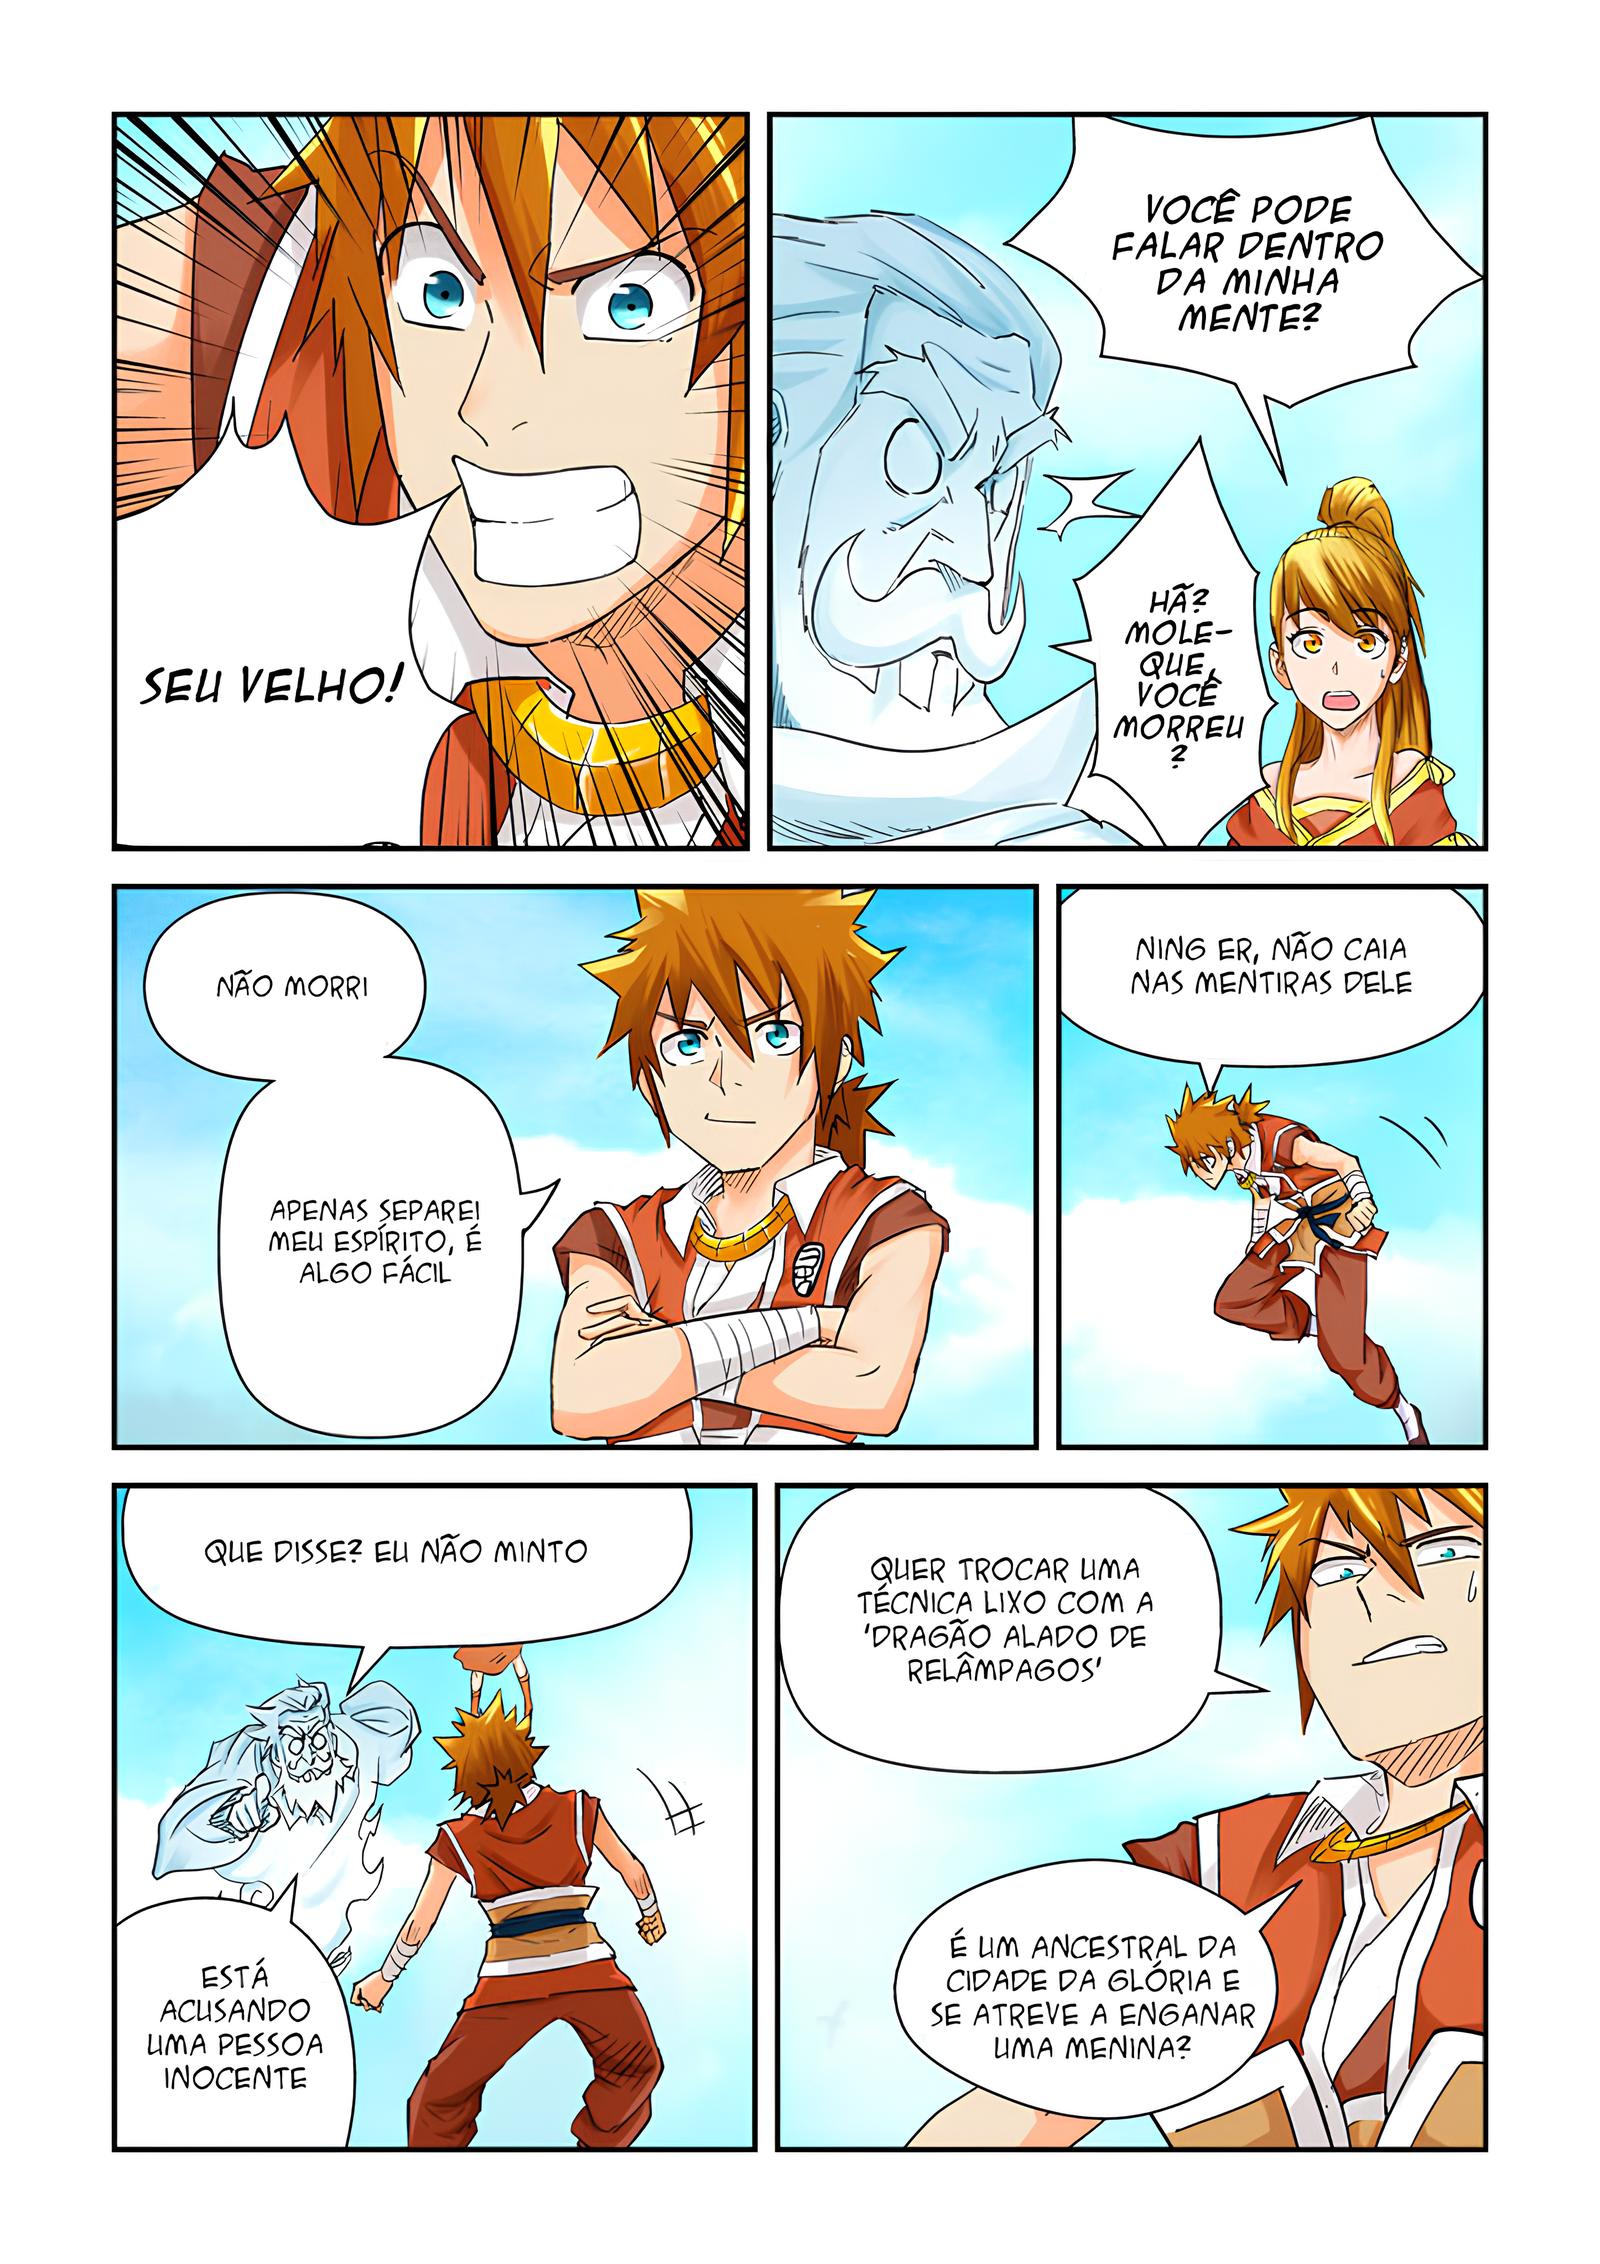 SEU VELHO!
VOCÊ PODE
FALAR DENTRO
DA MINHA
MENTE?
HÃ?
MOLE-
QUE,
VOCÊ
MORREU
?
NÃO MORRI
APENAS SEPAREI
MEU ESPÍRITO, É
ALGO FÁCIL
NING ER, NÃO CAIA
NAS MENTIRAS DELE
QUE DISSE? EU NÃO MINTO
ESTÁ
ACUSANDO
UMA PESSOA
INOCENTE
QUER TROCAR UMA
TÉCNICA LIXO COM A
'DRAGÃO ALADO DE
RELÂMPAGOS'
É UM ANCESTRAL DA
CIDADE DA GLÓRIA E
SE ATREVE A ENGANAR
UMA MENINA?